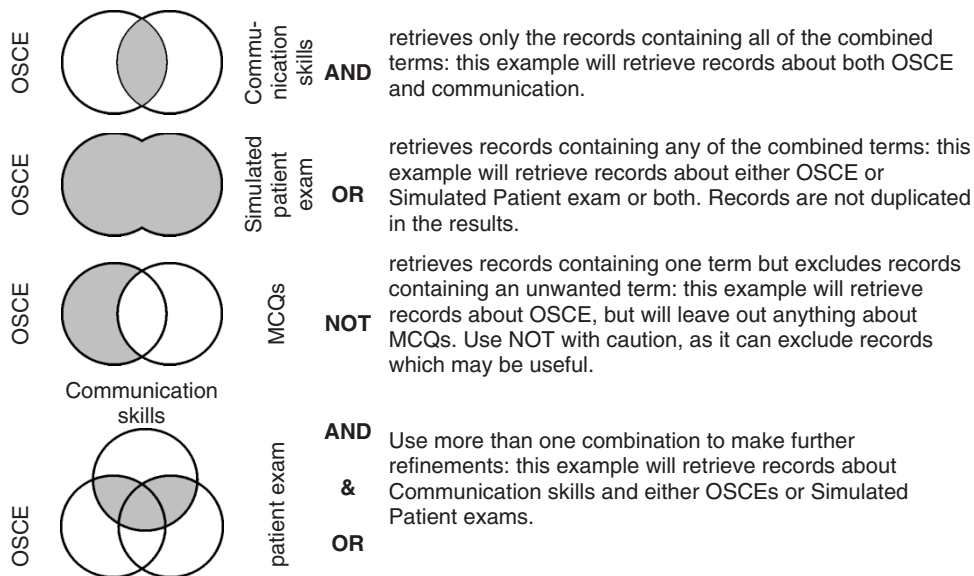 OSCE
Commu-
nication
skills
AND
retrieves only the records containing all of the combined
terms: this example will retrieve records about both OSCE
and communication.
OSCE
Simulated
patient
exam
OR
retrieves records containing any of the combined terms: this
example will retrieve records about either OSCE or
Simulated Patient exam or both. Records are not duplicated
in the results.
OSCE
MCQs
NOT
retrieves records containing one term but excludes records
containing an unwanted term: this example will retrieve
records about OSCE, but will leave out anything about
MCQs. Use NOT with caution, as it can exclude records
which may be useful.
Communication
skills
OSCE
patient exam
AND
&
OR
Use more than one combination to make further
refinements: this example will retrieve records about
Communication skills and either OSCEs or Simulated
Patient exams.